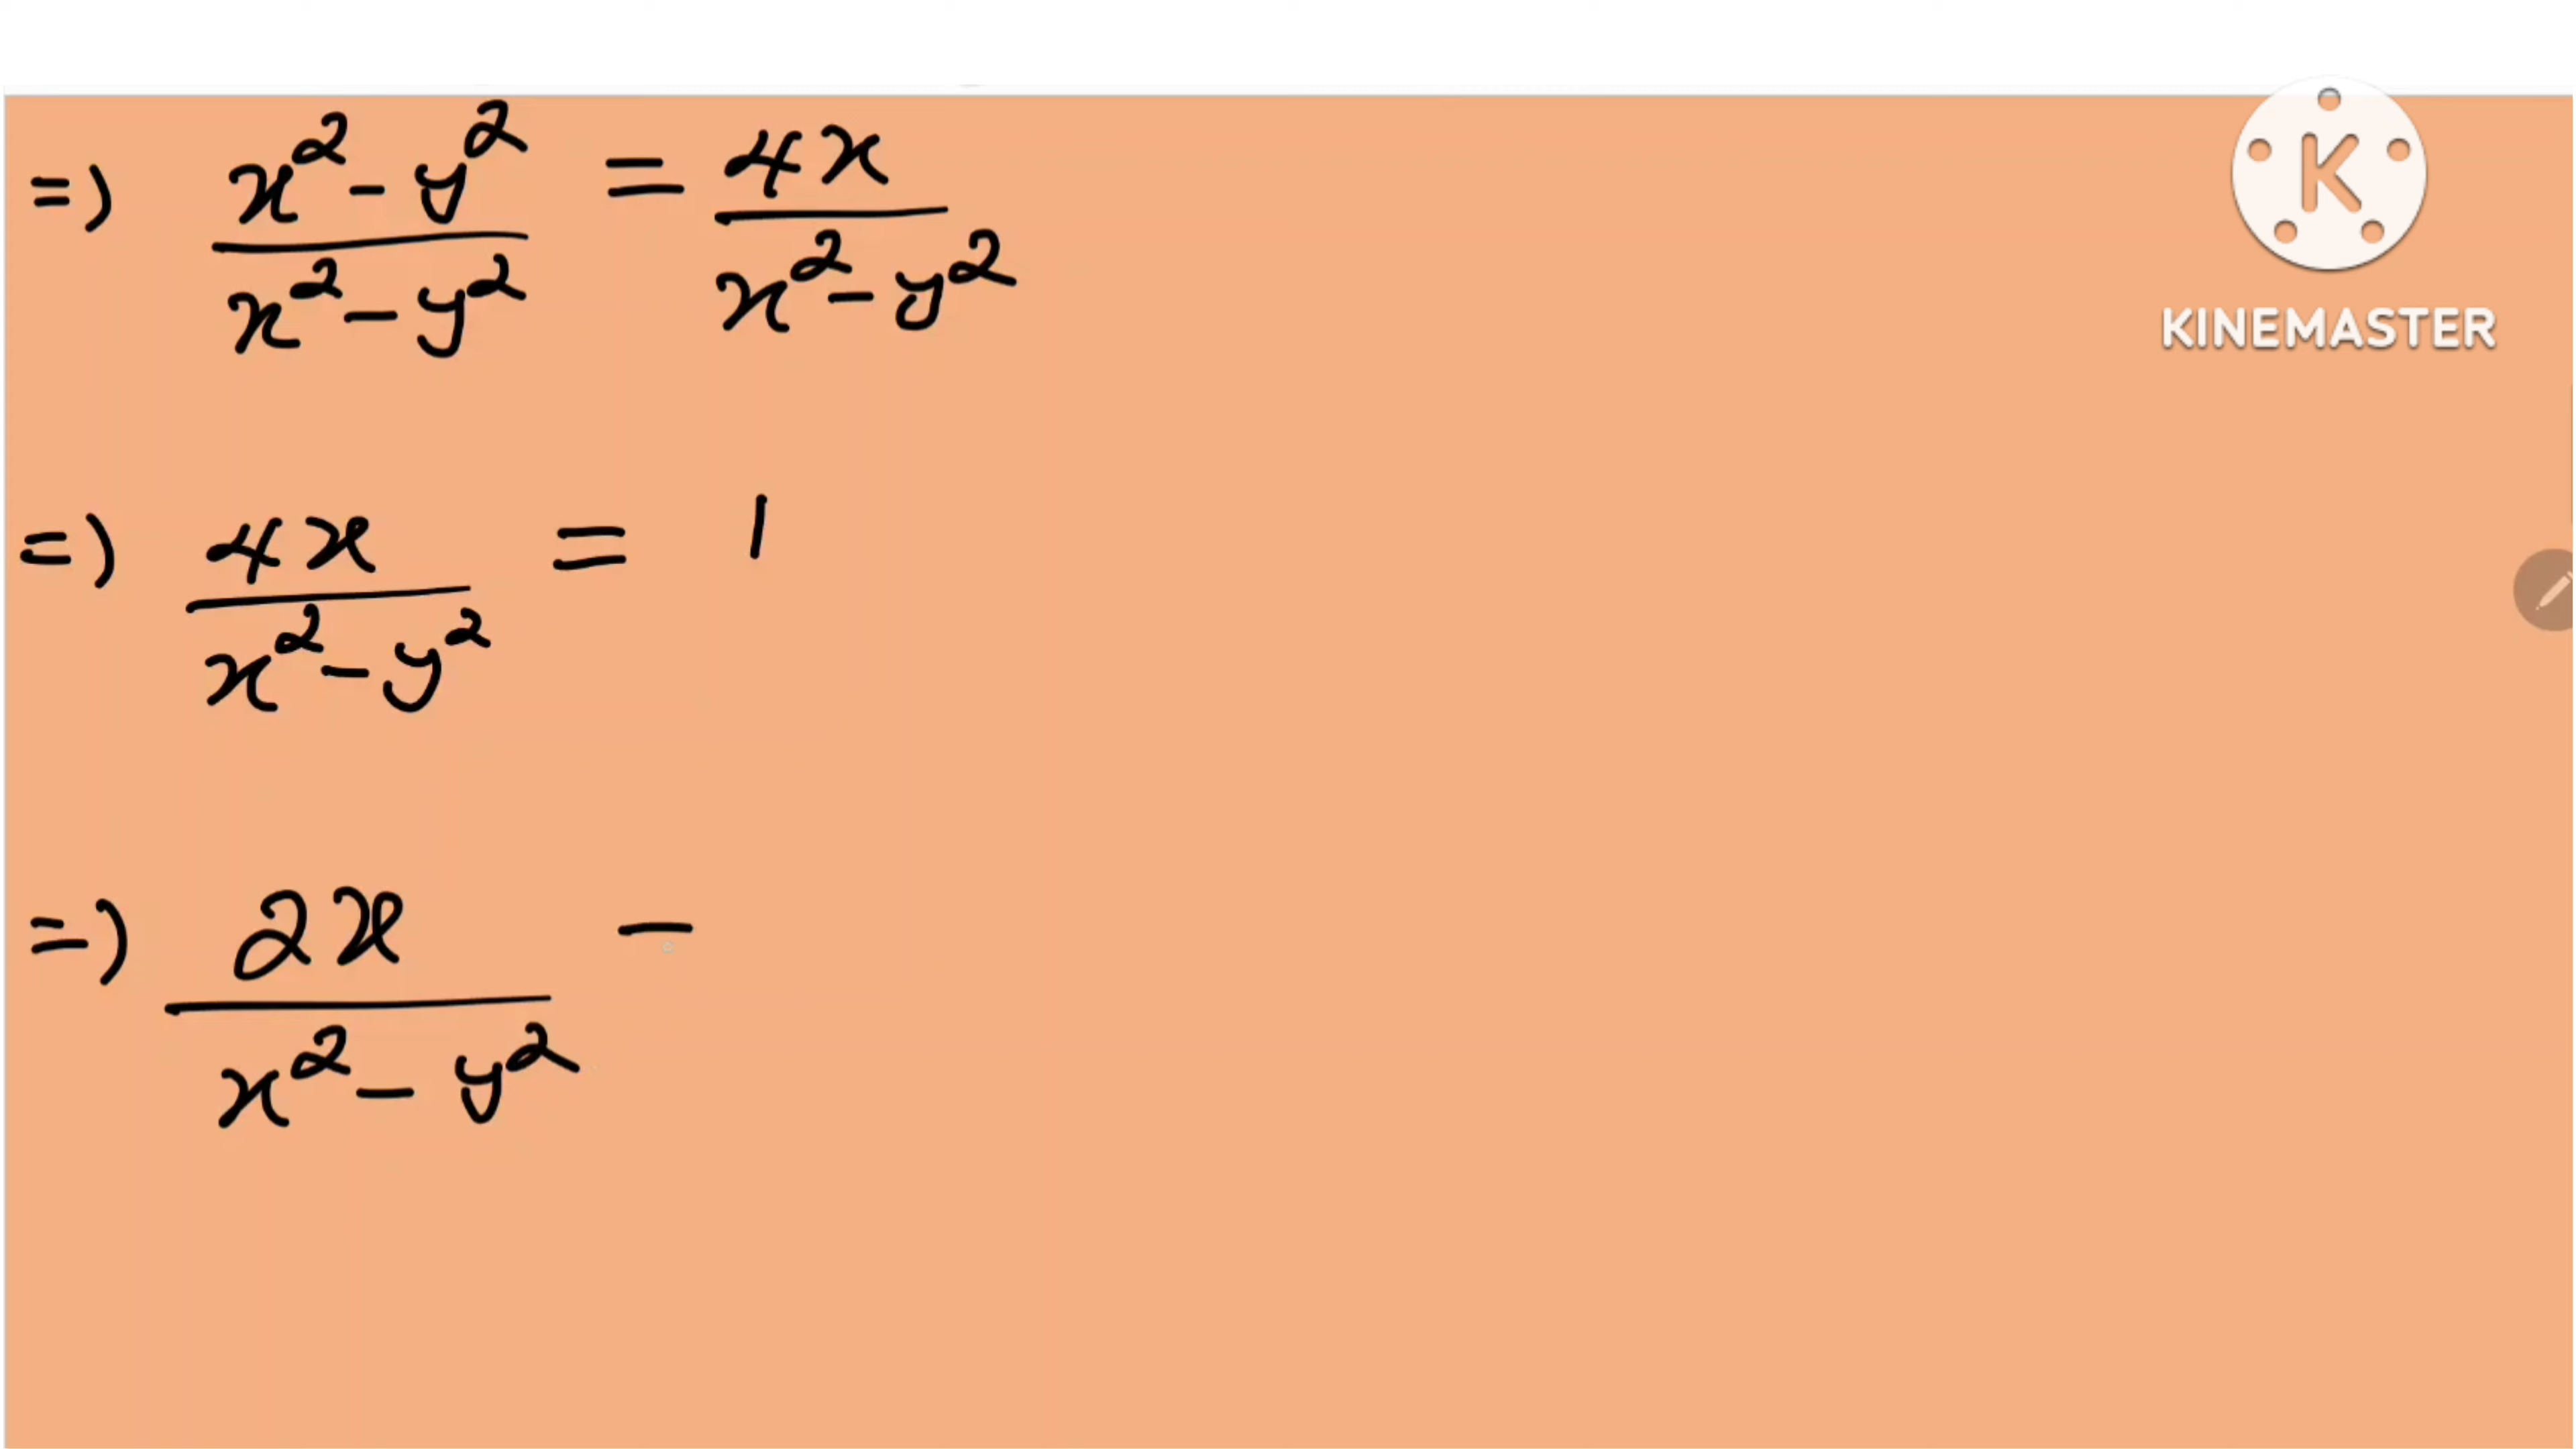 =) x²-y² / x²-y² = 4x / x²-y²
K
KINEMASTER
=) 4x / x²-y² = 1
=) 2x / x²-y² -